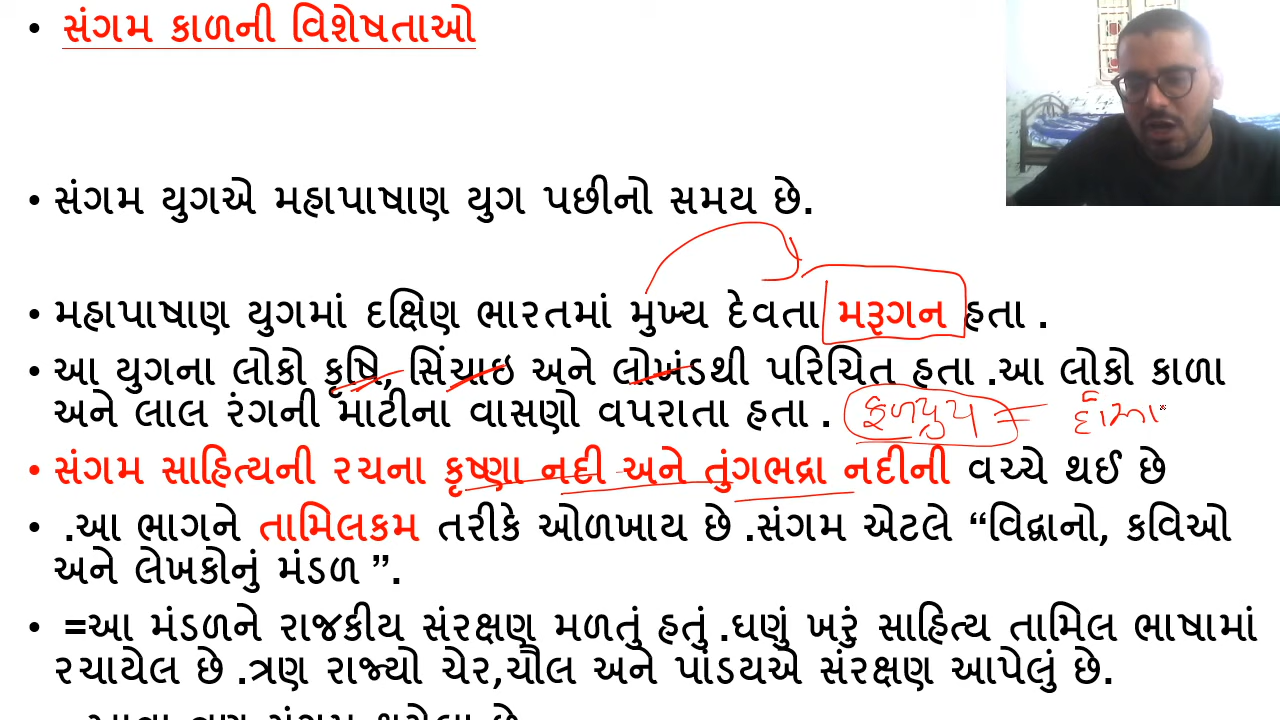 • સંગમ કાળની વિશેષતાઓ
• સંગમ યુગએ મહાપાષાણ યુગ પછીનો સમય છે.
• મહાપાષાણ યુગમાં દક્ષિણ ભારતમાં મુખ્ય દેવતા મરૂગન હતા .
• આ યુગના લોકો કૃષિ, સિંચાઇ અને લોખંડથી પરિચિત હતા .આ લોકો કાળા
અને લાલ રંગની માટીના વાસણો વપરાતા હતા .
• સંગમ સાહિત્યની રચના કૃષ્ણા નદી અને તુંગભદ્રા નદીની વચ્ચે થઈ છે
• .આ ભાગને તામિલકમ તરીકે ઓળખાય છે .સંગમ એટલે “વિદ્વાનો, કવિઓ
અને લેખકોનું મંડળ ”.
• =આ મંડળને રાજકીય સંરક્ષણ મળતું હતું .ઘણું ખરું સાહિત્ય તામિલ ભાષામાં
રચાયેલ છે .ત્રણ રાજ્યો ચેર,ચૌલ અને પાંડયએ સંરક્ષણ આપેલું છે.